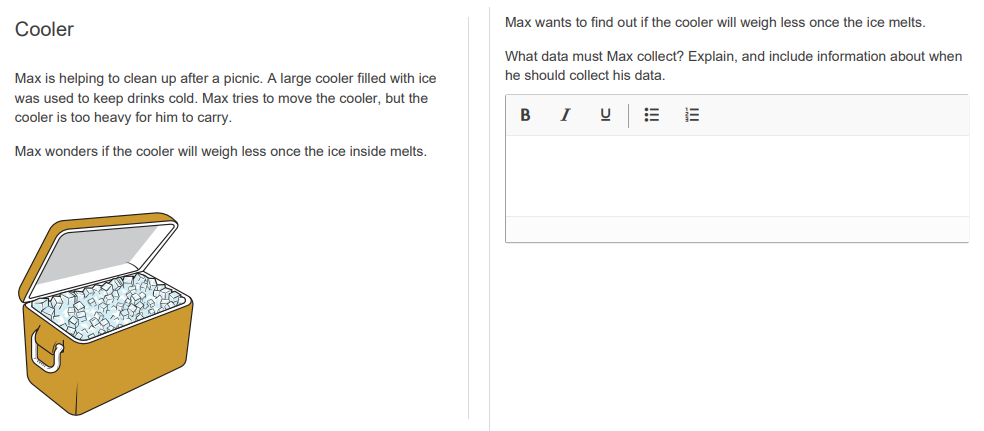 Cooler
Max is helping to clean up after a picnic. A large cooler filled with ice
was used to keep drinks cold. Max tries to move the cooler, but the
cooler is too heavy for him to carry.
Max wonders if the cooler will weigh less once the ice inside melts.
Max wants to find out if the cooler will weigh less once the ice melts.
What data must Max collect? Explain, and include information about when
he should collect his data.
B I U